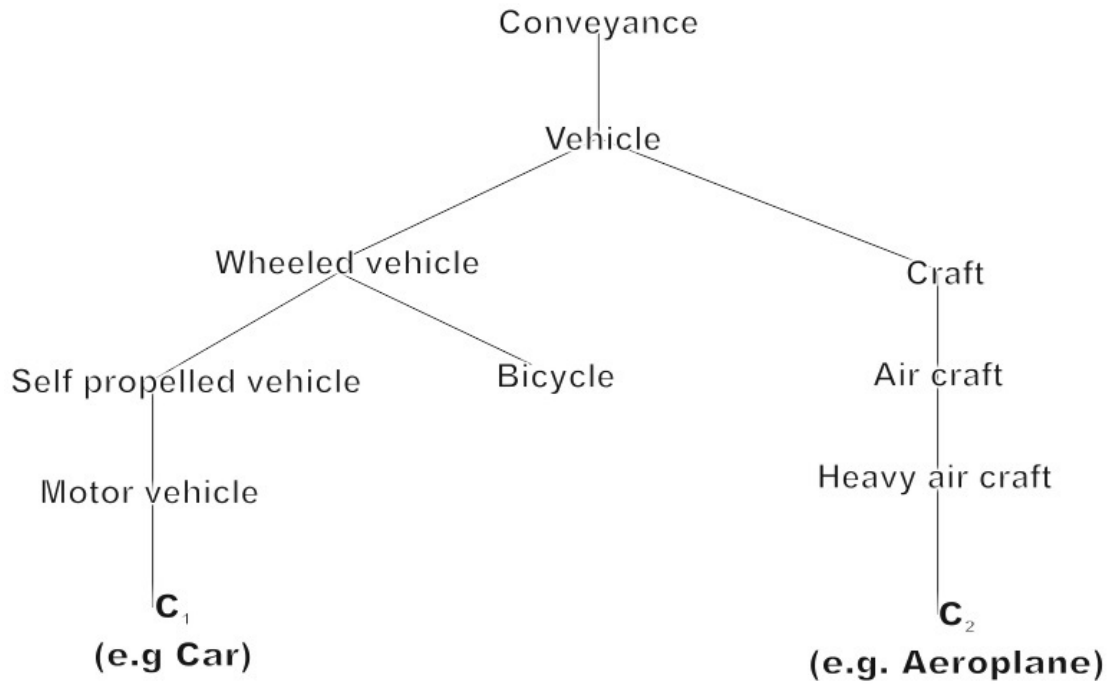 Conveyance
Vehicle
Wheeled vehicle
Craft
Self propelled vehicle
Bicycle
Air craft
Motor vehicle
Heavy air craft
C₁
(e.g Car)
C₂
(e.g. Aeroplane)